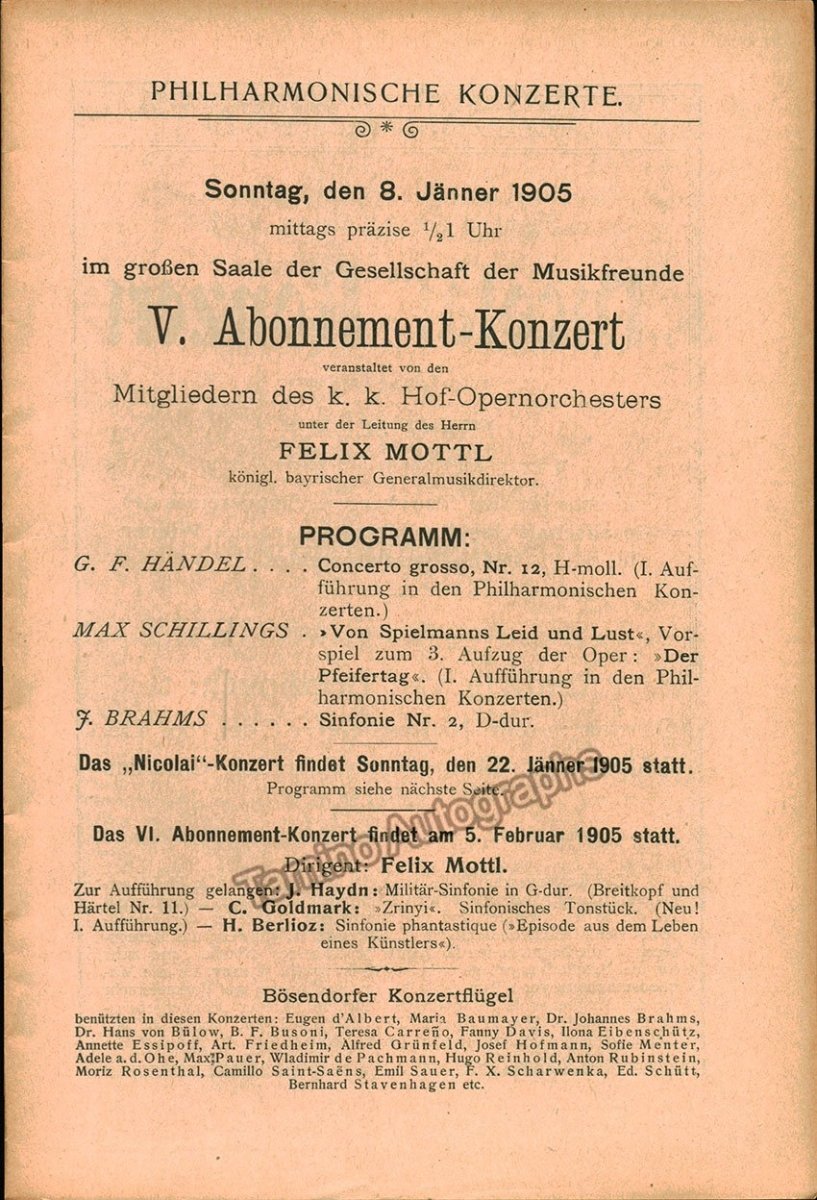 PHILHARMONISCHE KONZERTE.
Sonntag, den 8. Jänner 1905
mittags präzise ½1 Uhr
im großen Saale der Gesellschaft der Musikfreunde
V. Abonnement-Konzert
veranstaltet von den
Mitgliedern des k. k. Hof-Opernorchesters
unter der Leitung des Herrn
FELIX MOTTL
königl. bayrischer Generalmusikdirektor.
PROGRAMM:
G. F. HÄNDEL . . . . Concerto grosso, Nr. 12, H-moll. (I. Auf-
führung in den Philharmonischen Kon-
zerten.)
MAX SCHILLINGS . »Von Spielmanns Leid und Lust«, Vor-
spiel zum 3. Aufzug der Oper: »Der
Pfeifertag«. (I. Aufführung in den Phil-
harmonischen Konzerten.)
J. BRAHMS . . . . . . Sinfonie Nr. 2, D-dur.
Das „Nicolai"-Konzert findet Sonntag, den 22. Jänner 1905 statt.
Programm siehe nächste Seite.
Das VI. Abonnement-Konzert findet am 5. Februar 1905 statt.
Dirigent: Felix Mottl.
Zur Aufführung gelangen: J. Haydn: Militär-Sinfonie in G-dur. (Breitkopf und
Härtel Nr. 11.) — C. Goldmark: »Zrinyi«. Sinfonisches Tonstück. (Neu!
I. Aufführung.) — H. Berlioz: Sinfonie phantastique (»Episode aus dem Leben
eines Künstlers«).
Bösendorfer Konzertflügel
benützten in diesen Konzerten: Eugen d'Albert, Maria Baumayer, Dr. Johannes Brahms,
Dr. Hans von Bülow, B. F. Busoni, Teresa Carreño, Fanny Davis, Ilona Eibenschütz,
Annette Essipoff, Art. Friedheim, Alfred Grünfeld, Josef Hofmann, Sofie Menter,
Adele a. d. Ohe, Max Pauer, Wladimir de Pachmann, Hugo Reinhold, Anton Rubinstein,
Moriz Rosenthal, Camillo Saint-Saëns, Emil Sauer, F. X. Scharwenka, Ed. Schütt,
Bernhard Stavenhagen etc.
Tamino Autographs